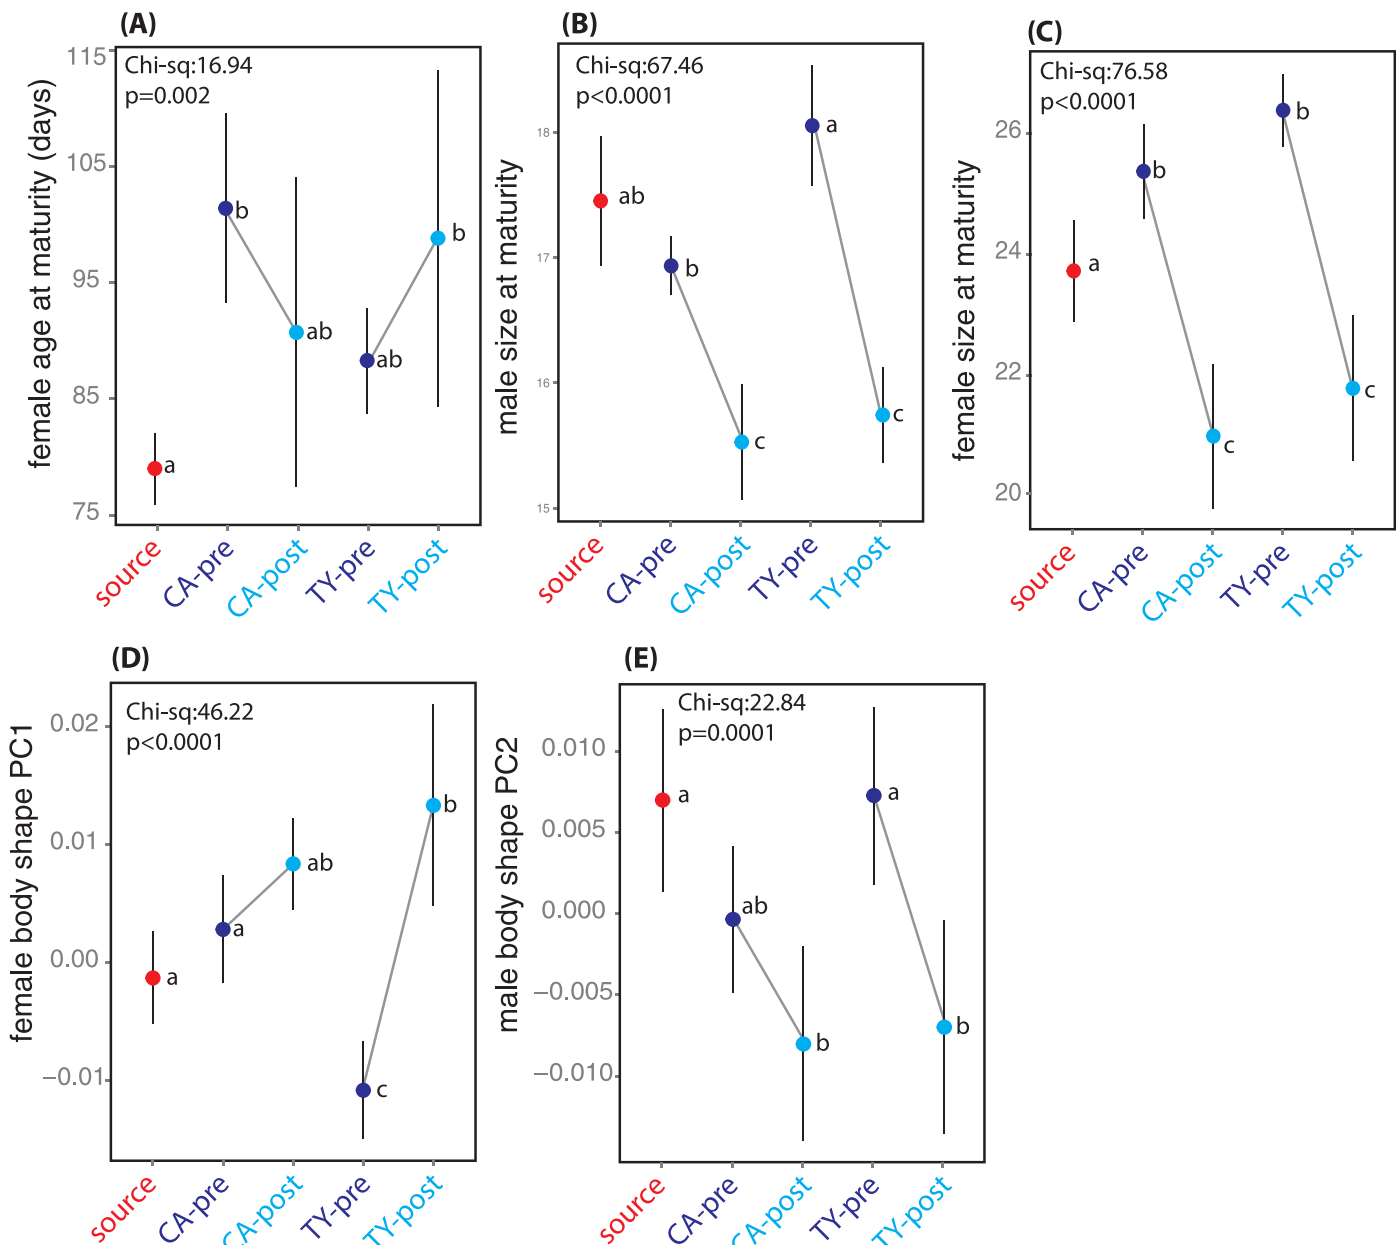 (A)
Chi-sq:16.94
p=0.002
female age at maturity (days)
115
105
95
85
75
a
b
ab
ab
b
source
CA-pre
CA-post
TY-pre
TY-post
(B)
Chi-sq:67.46
p<0.0001
male size at maturity
18
17
16
15
ab
b
c
a
c
source
CA-pre
CA-post
TY-pre
TY-post
(C)
Chi-sq:76.58
p<0.0001
female size at maturity
26
24
22
20
a
b
c
b
c
source
CA-pre
CA-post
TY-pre
TY-post
(D)
Chi-sq:46.22
p<0.0001
female body shape PC1
0.02
0.01
0.00
−0.01
a
a
ab
c
b
source
CA-pre
CA-post
TY-pre
TY-post
(E)
Chi-sq:22.84
p=0.0001
male body shape PC2
0.010
0.005
0.000
−0.005
−0.010
a
ab
b
a
b
source
CA-pre
CA-post
TY-pre
TY-post